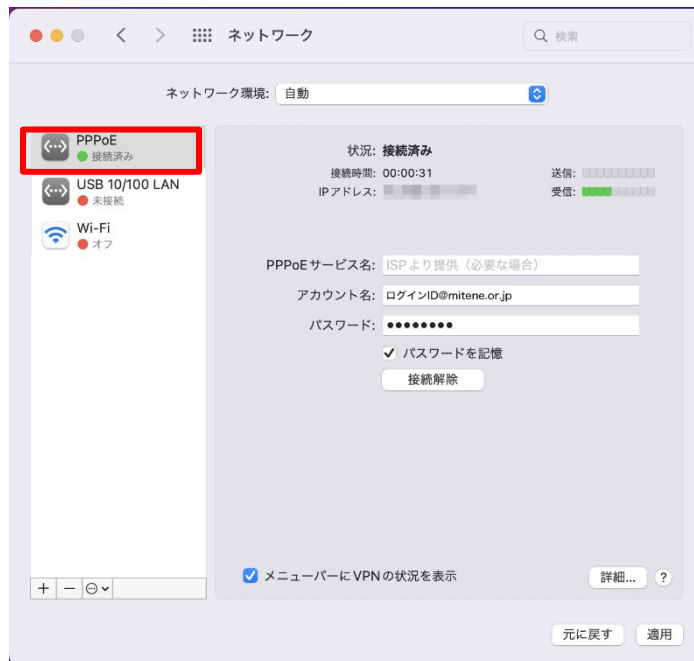 ネットワーク
検索
ネットワーク環境: 自動
PPPoE
接続済み
USB 10/100 LAN
未接続
Wi-Fi
オフ
状況: 接続済み
接続時間: 00:00:31
IPアドレス:
送信:
受信:
PPPoEサービス名: ISPより提供（必要な場合）
アカウント名: ログインID@mitene.or.jp
パスワード: ●●●●●●●●
パスワードを記憶
接続解除
メニューバーにVPNの状況を表示
詳細...
?
元に戻す
適用